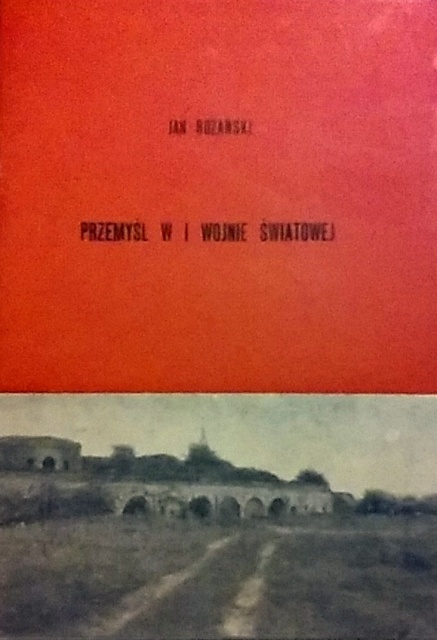 JAN RÓŻAŃSKI
PRZEMYŚL W I WOJNIE ŚWIATOWEJ